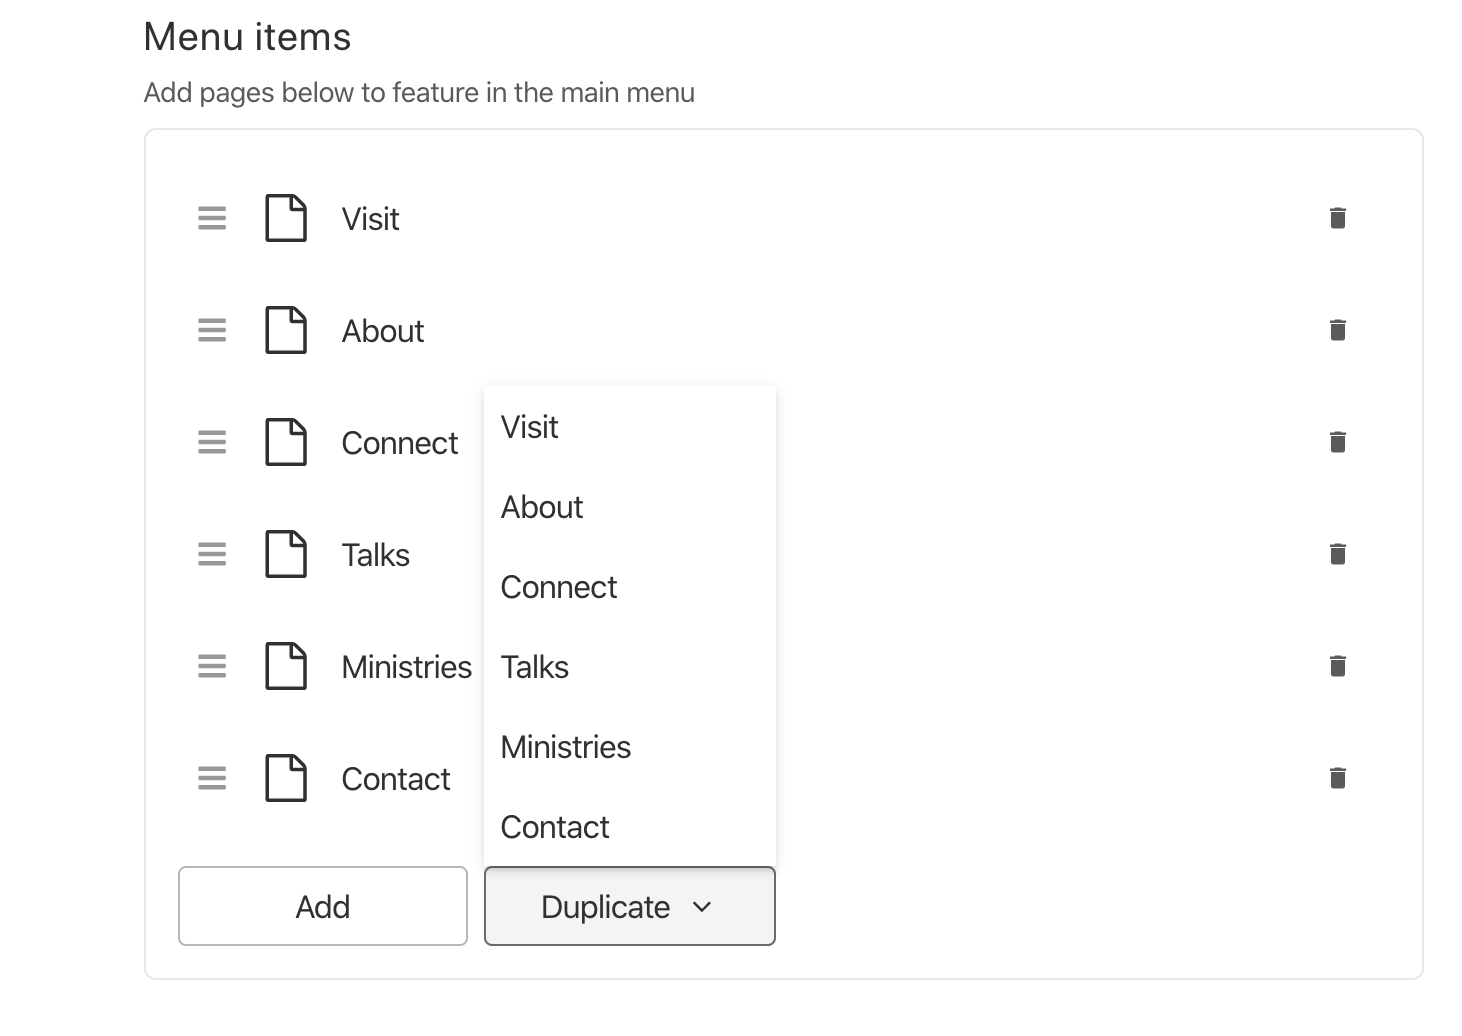 Menu items
Add pages below to feature in the main menu
Visit
About
Connect
Talks
Ministries
Contact
Visit
About
Connect
Talks
Ministries
Contact
Add
Duplicate